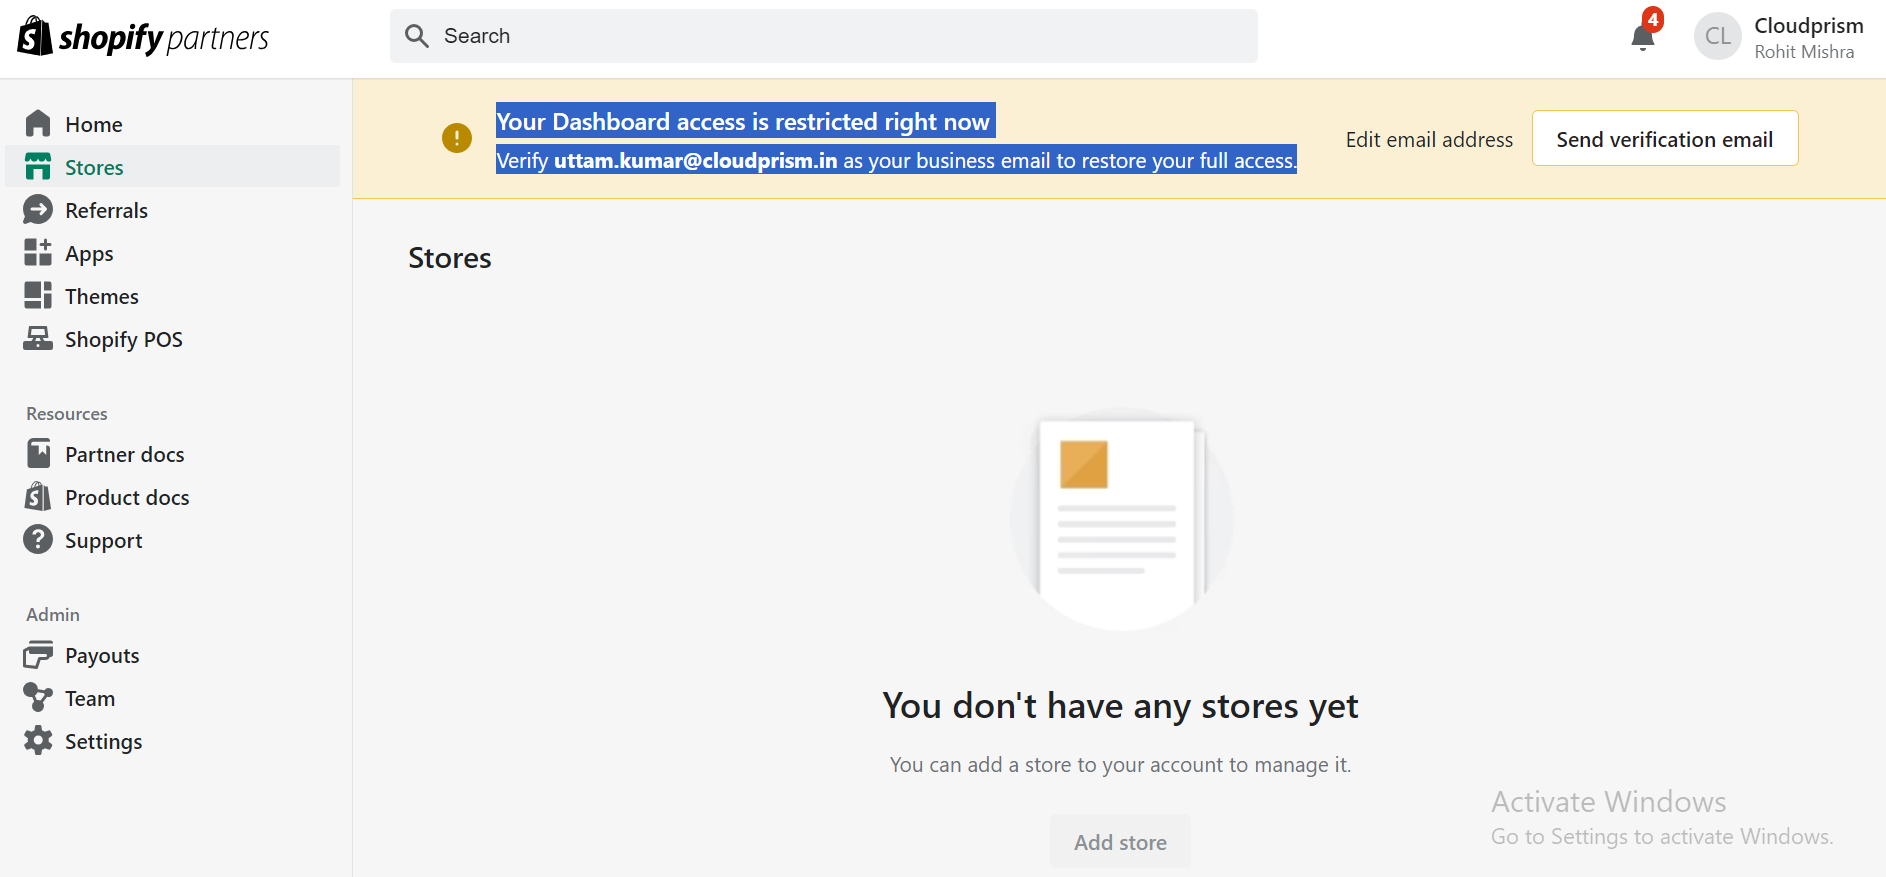 shopify partners
Search
4
CL
Cloudprism
Rohit Mishra
Home
Stores
Referrals
Apps
Themes
Shopify POS
Resources
Partner docs
Product docs
Support
Admin
Payouts
Team
Settings
Your Dashboard access is restricted right now
Verify uttam.kumar@cloudprism.in as your business email to restore your full access.
Edit email address
Send verification email
Stores
You don't have any stores yet
You can add a store to your account to manage it.
Add store
Activate Windows
Go to Settings to activate Windows.